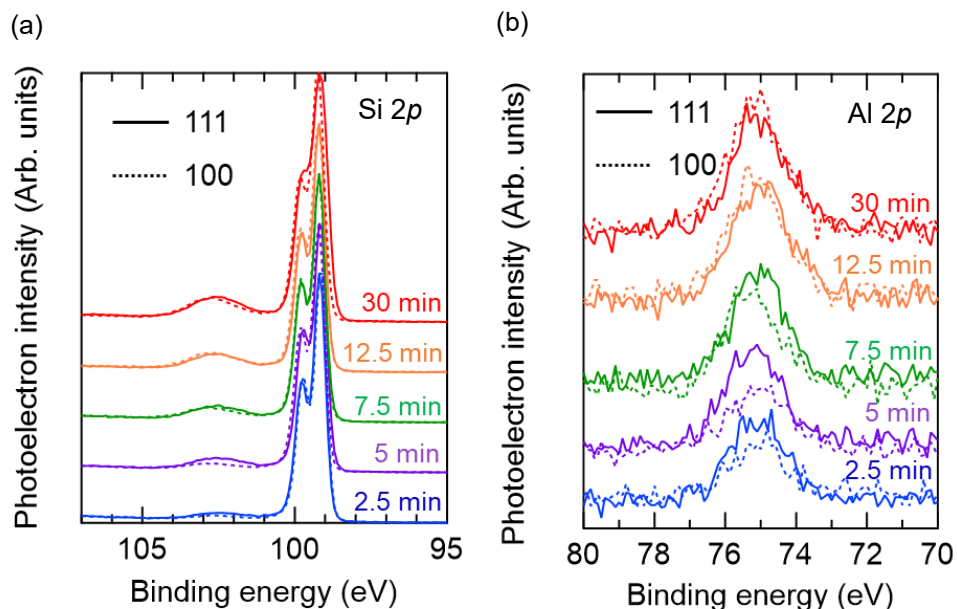 (a)
Photoelectron intensity (Arb. units)
111
100
Si 2p
30 min
12.5 min
7.5 min
5 min
2.5 min
105
100
95
Binding energy (eV)
(b)
Photoelectron intensity (Arb. units)
111
100
Al 2p
30 min
12.5 min
7.5 min
5 min
2.5 min
80
78
76
74
72
70
Binding energy (eV)